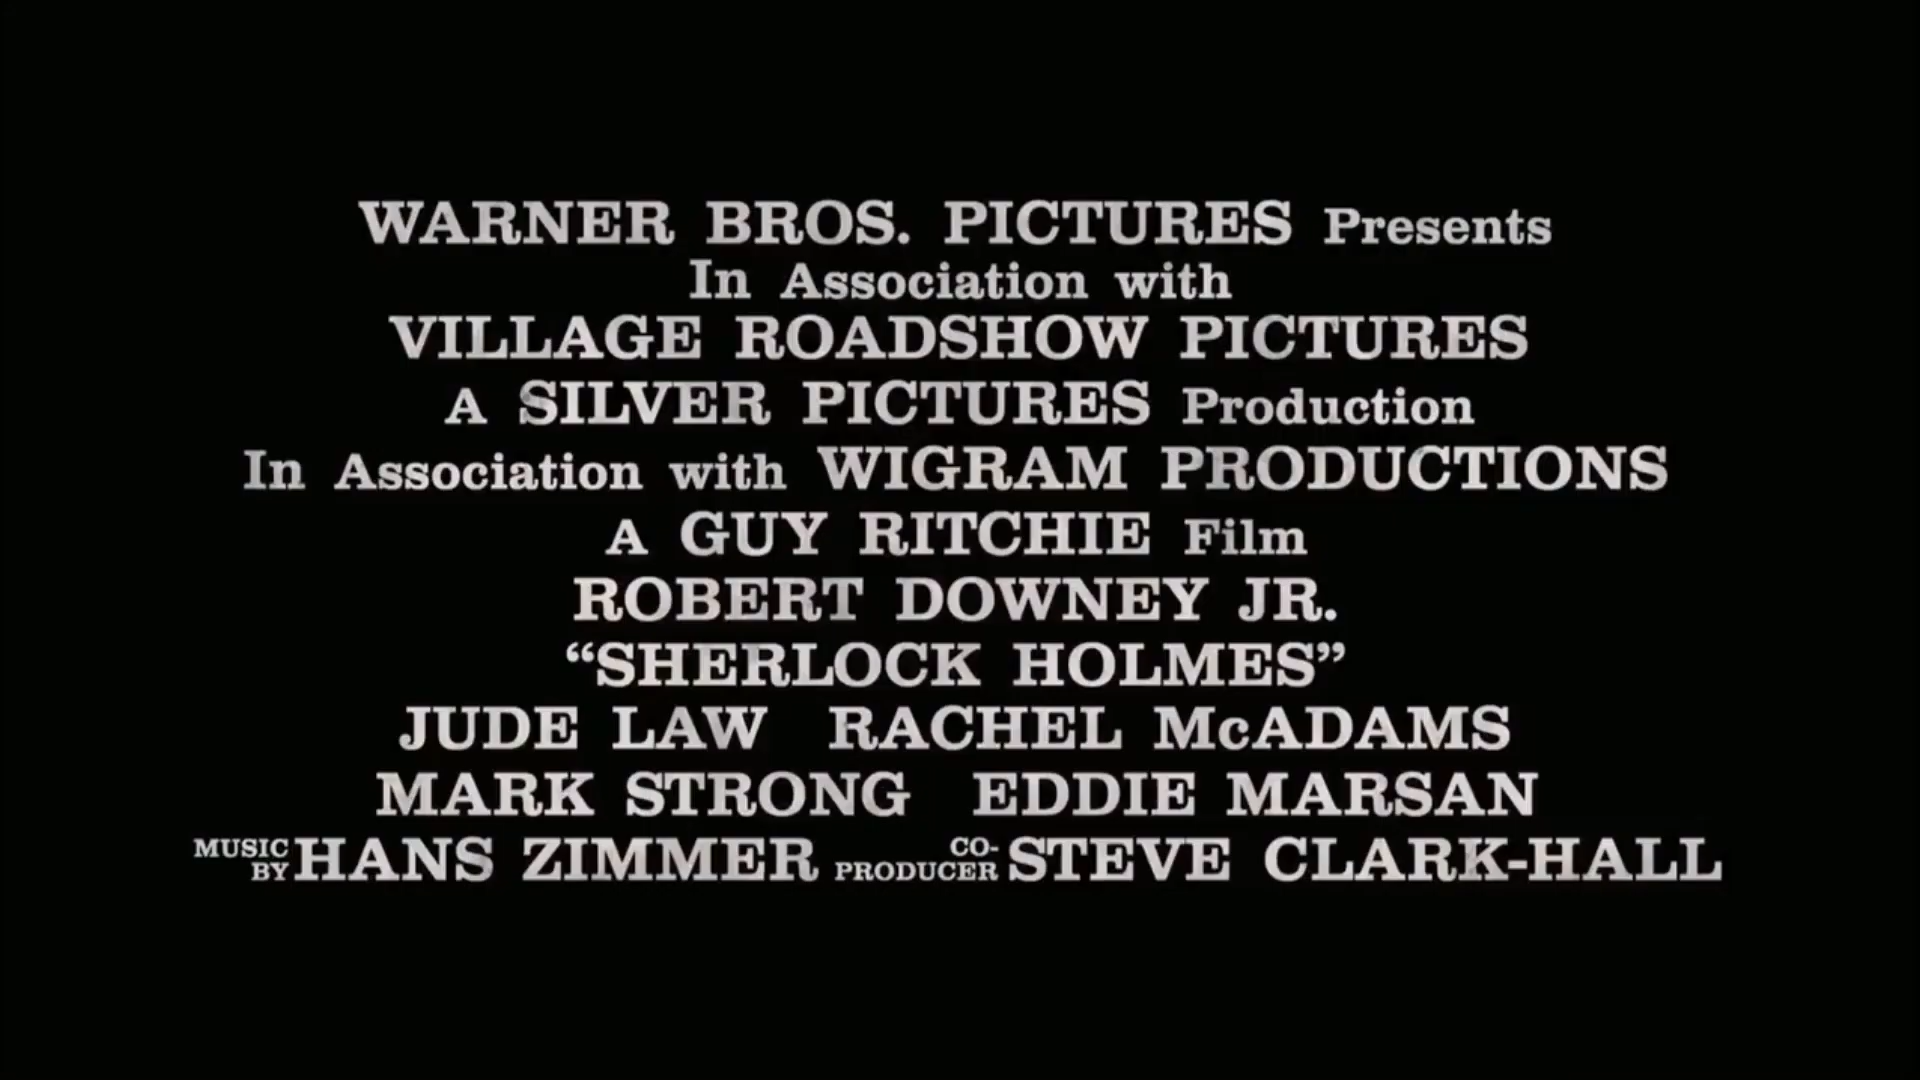 WARNER BROS. PICTURES Presents
In Association with
VILLAGE ROADSHOW PICTURES
A SILVER PICTURES Production
In Association with WIGRAM PRODUCTIONS
A GUY RITCHIE Film
ROBERT DOWNEY JR.
“SHERLOCK HOLMES”
JUDE LAW RACHEL McADAMS
MARK STRONG EDDIE MARSAN
MUSIC BY HANS ZIMMER CO-PRODUCER STEVE CLARK-HALL